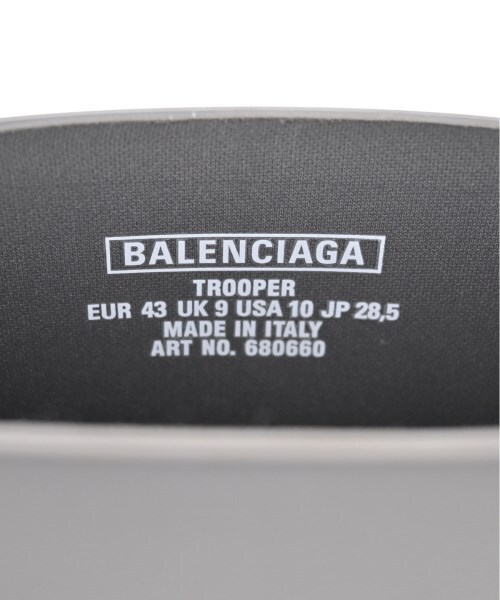 BALENCIAGA
TROOPER
EUR 43 UK 9 USA 10 JP 28,5
MADE IN ITALY
ART NO. 680660